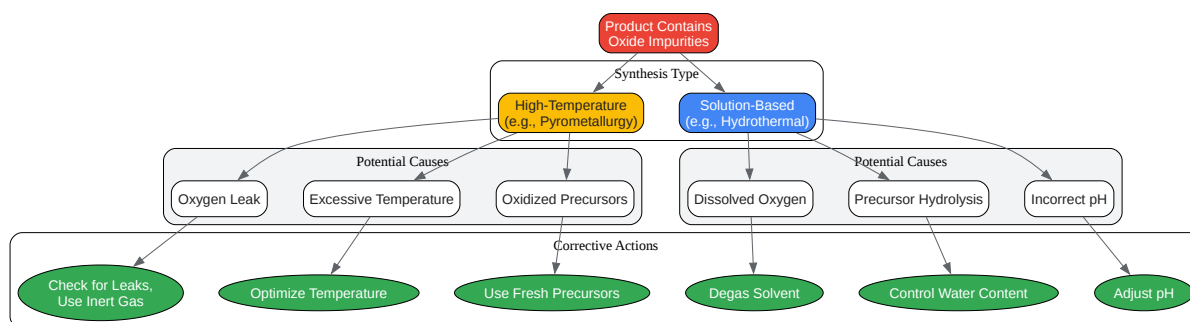 Product Contains
Oxide Impurities
Synthesis Type
High-Temperature
(e.g., Pyrometallurgy)
Solution-Based
(e.g., Hydrothermal)
Potential Causes
Potential Causes
Oxygen Leak
Excessive Temperature
Oxidized Precursors
Dissolved Oxygen
Precursor Hydrolysis
Incorrect pH
Corrective Actions
Check for Leaks,
Use Inert Gas
Optimize Temperature
Use Fresh Precursors
Degas Solvent
Control Water Content
Adjust pH